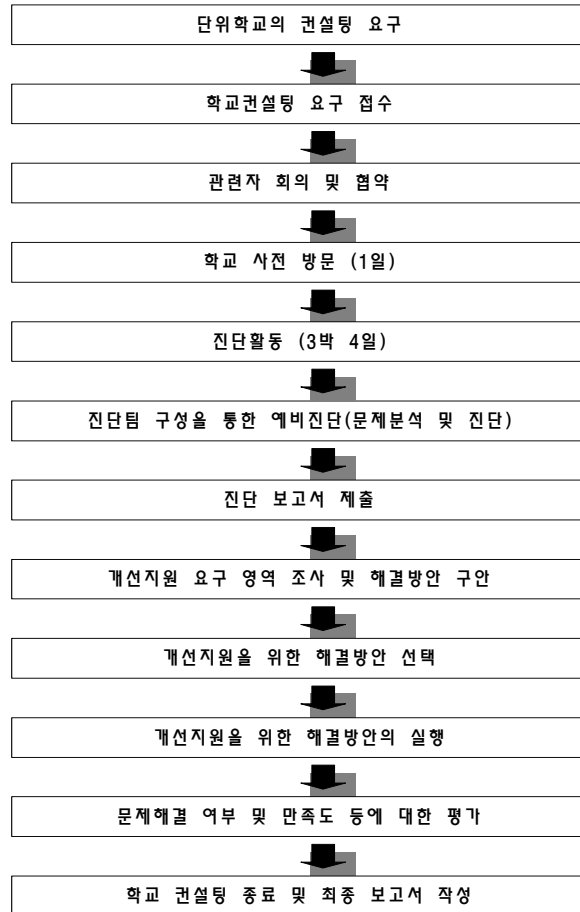 단위학교의 컨설팅 요구
학교컨설팅 요구 접수
관련자 회의 및 협약
학교 사전 방문 (1일)
진단활동 (3박 4일)
진단팀 구성을 통한 예비진단(문제분석 및 진단)
진단 보고서 제출
개선지원 요구 영역 조사 및 해결방안 구안
개선지원을 위한 해결방안 선택
개선지원을 위한 해결방안의 실행
문제해결 여부 및 만족도 등에 대한 평가
학교 컨설팅 종료 및 최종 보고서 작성